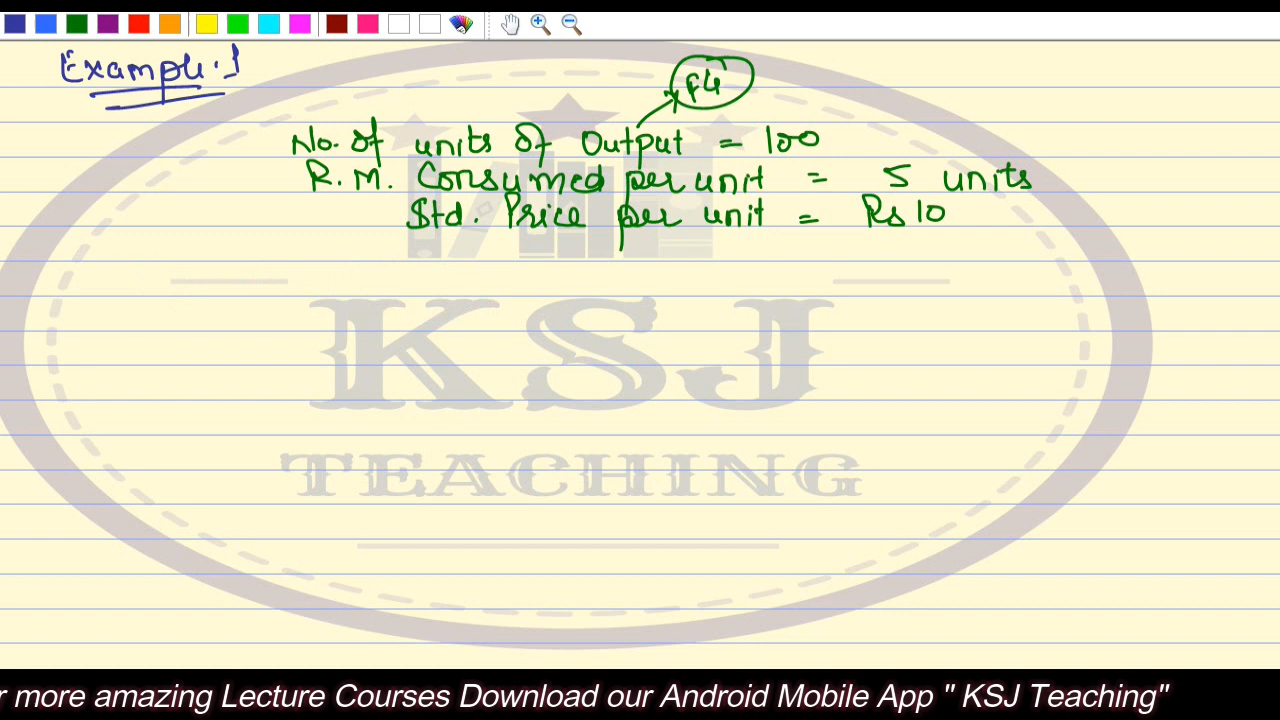 Example.1
FG
No. of units of Output = 100
R.M. Consumed per unit = 5 units
Std. Price per unit = Rs 10
KSJ
TEACHING
r more amazing Lecture Courses Download our Android Mobile App " KSJ Teaching"